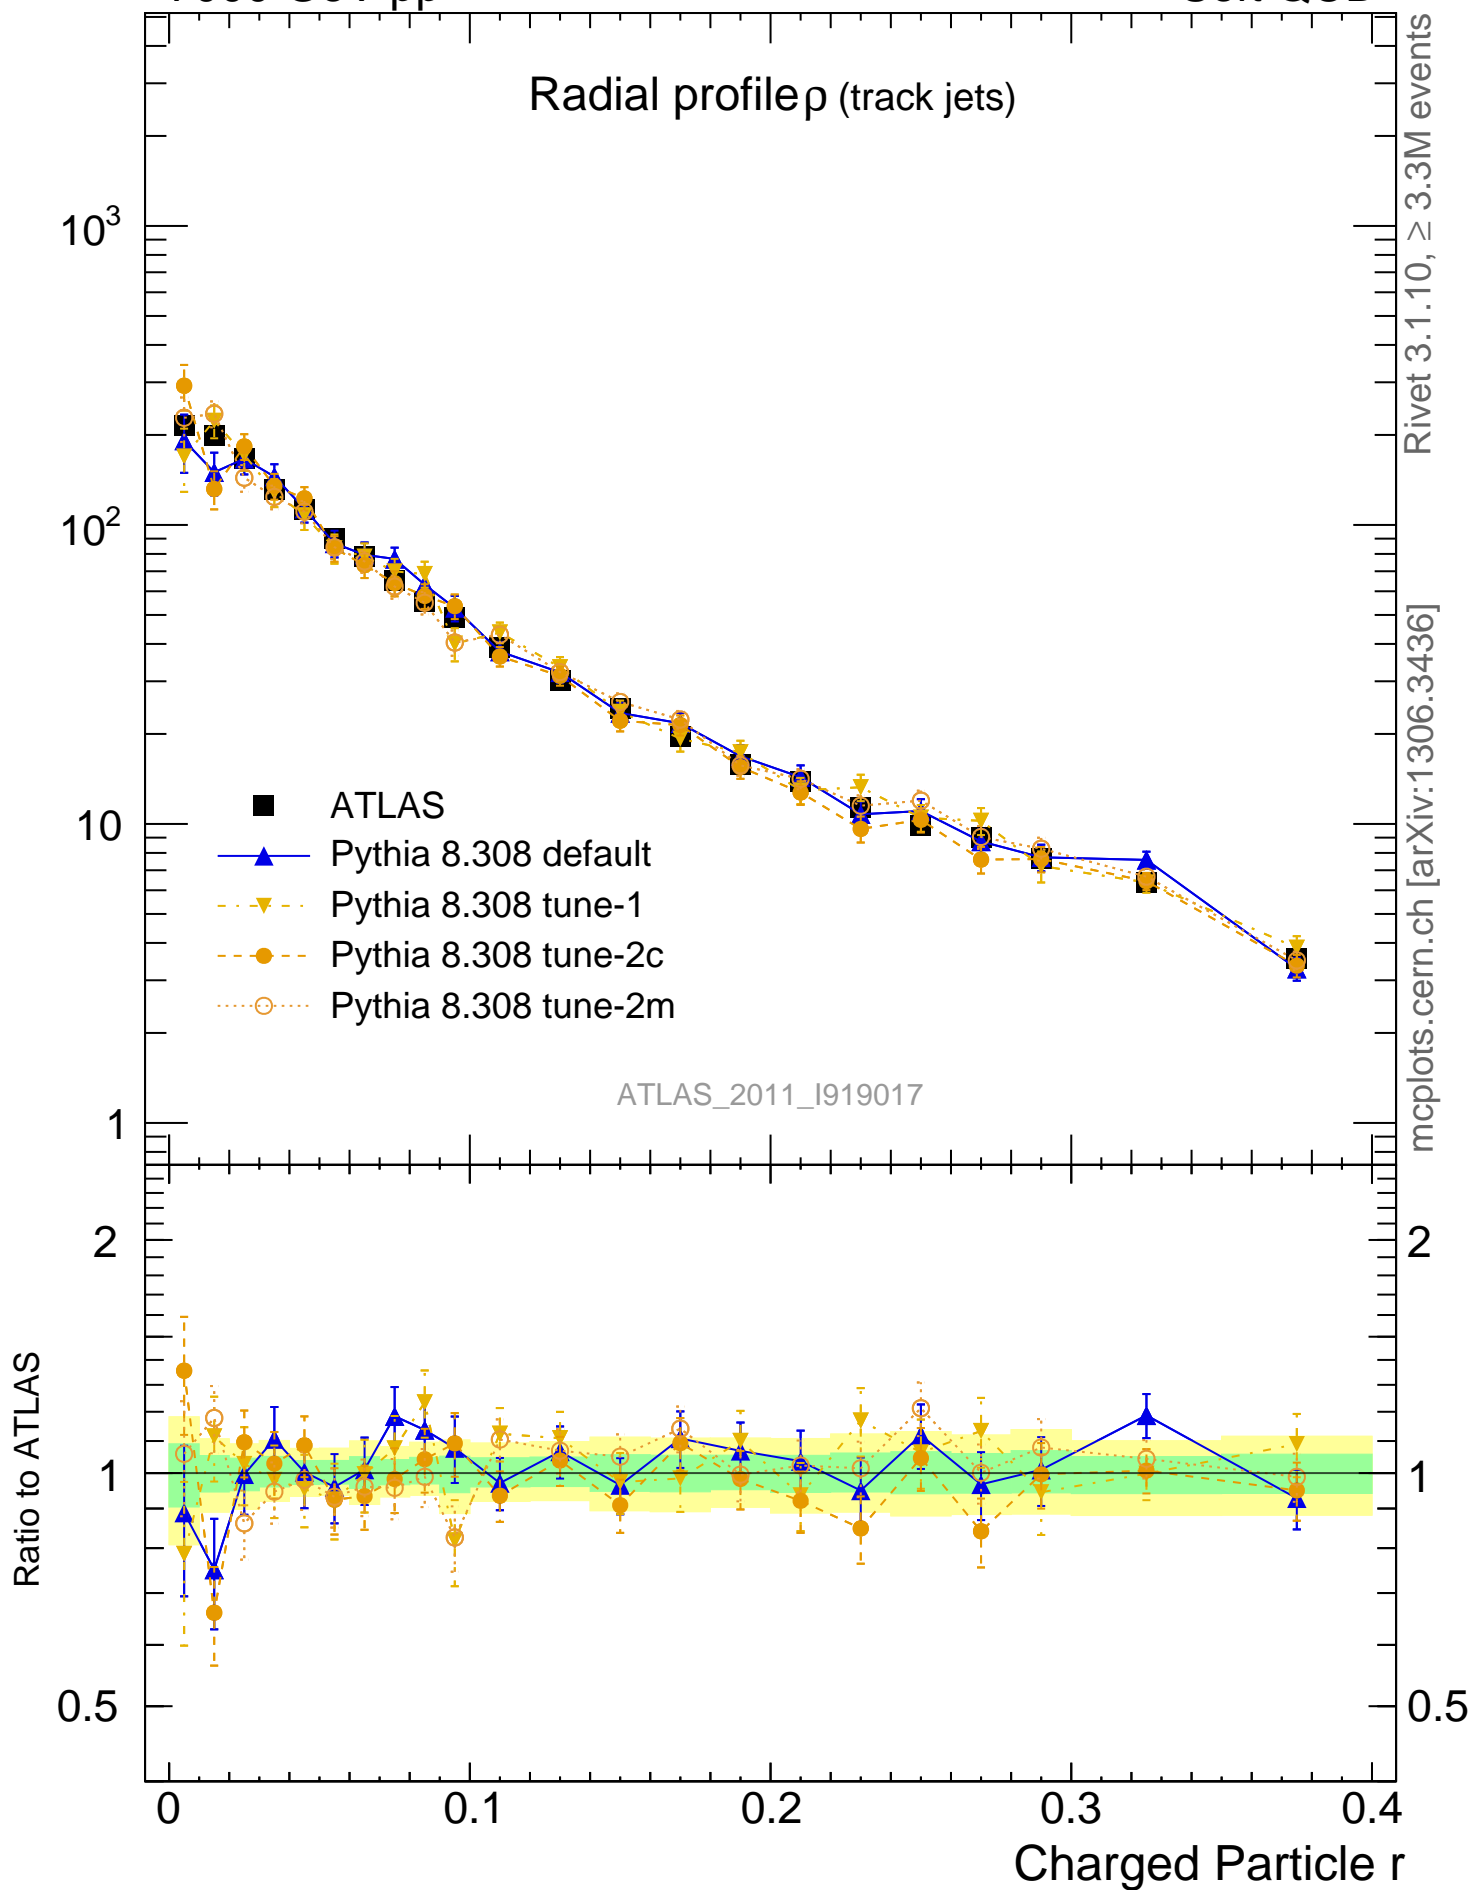 Radial profile ρ (track jets)
10³
10²
10
1
ATLAS
Pythia 8.308 default
Pythia 8.308 tune-1
Pythia 8.308 tune-2c
Pythia 8.308 tune-2m
ATLAS_2011_I919017
Rivet 3.1.10, ≥ 3.3M events
mcplots.cern.ch [arXiv:1306.3436]
Ratio to ATLAS
2
1
0.5
2
1
0.5
0
0.1
0.2
0.3
0.4
Charged Particle r